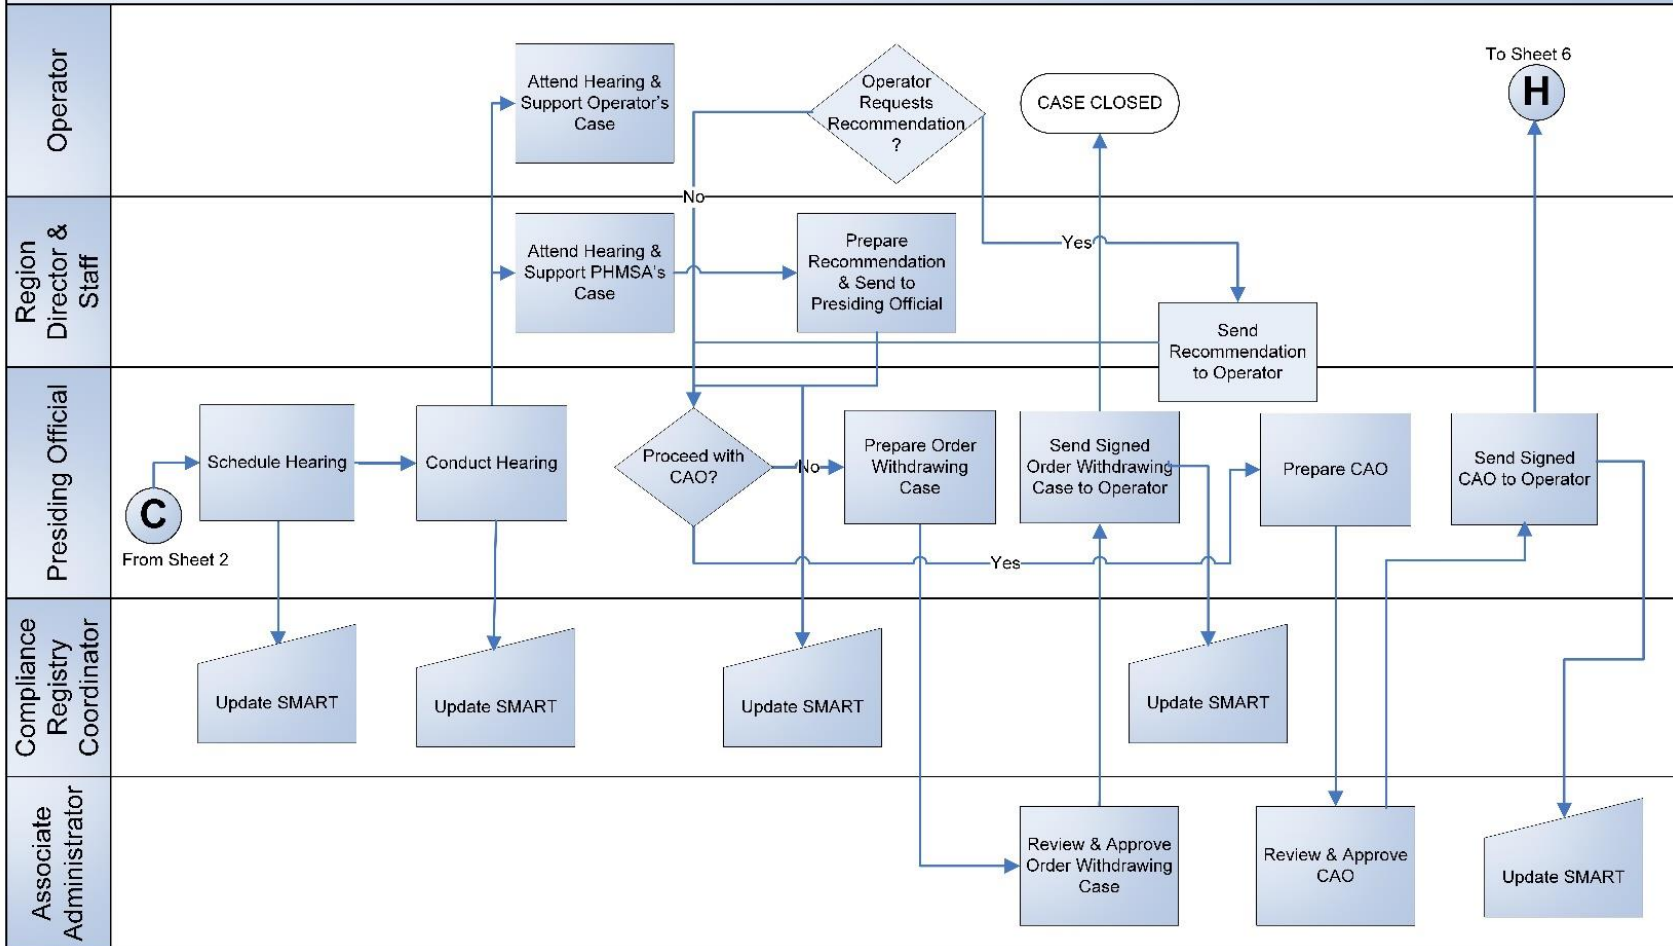 Operator
Attend Hearing &
Support Operator's
Case
Operator
Requests
Recommendation
?
CASE CLOSED
To Sheet 6
H
No
Region
Director &
Staff
Attend Hearing &
Support PHMSA's
Case
Prepare
Recommendation
& Send to
Presiding Official
Yes
Send
Recommendation
to Operator
Presiding Official
C
From Sheet 2
Schedule Hearing
Conduct Hearing
Proceed with
CAO?
No
Prepare Order
Withdrawing
Case
Send Signed
Order Withdrawing
Case to Operator
Prepare CAO
Send Signed
CAO to Operator
Yes
Compliance
Registry
Coordinator
Update SMART
Update SMART
Update SMART
Update SMART
Associate
Administrator
Review & Approve
Order Withdrawing
Case
Review & Approve
CAO
Update SMART